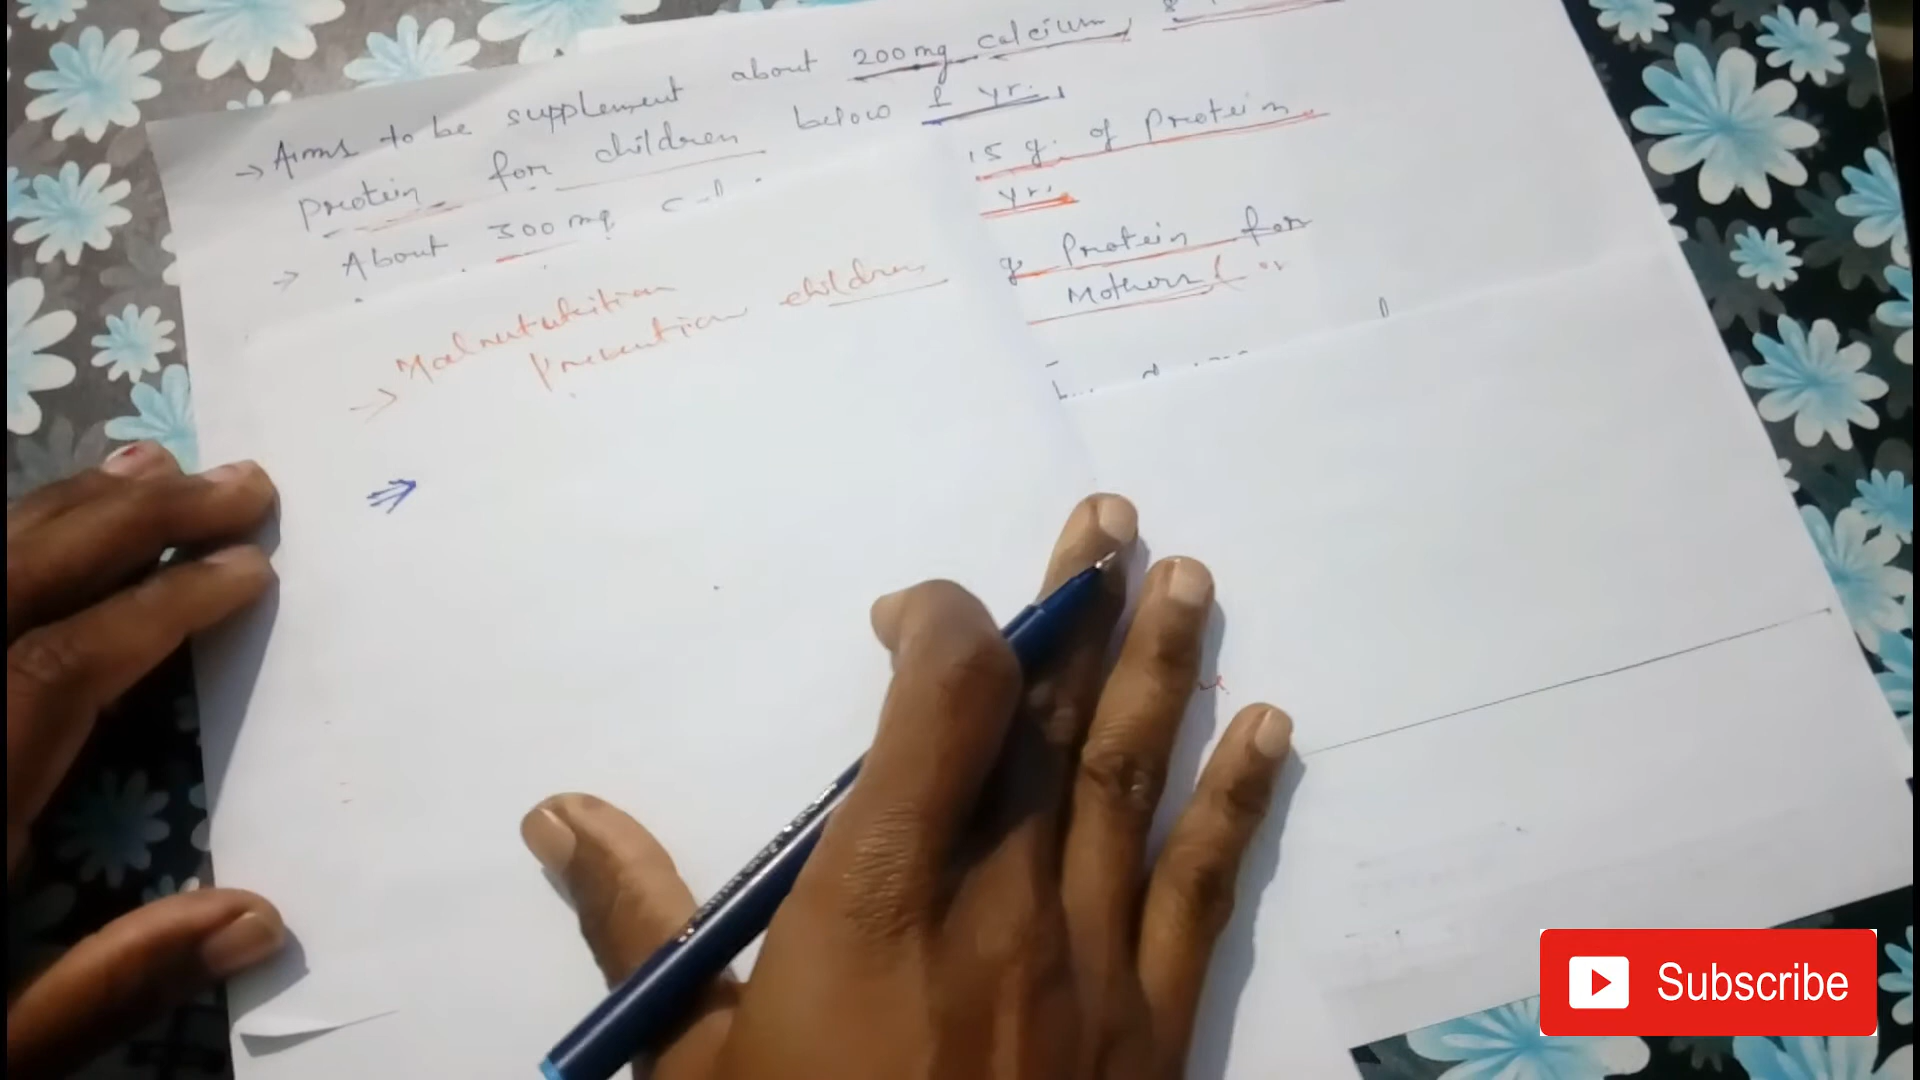 → Aims to be supplement about 200 mg calcium,
protein for children below 1 yr.
→ About 300 mg
15 g. of Protein
yr.
g Protein for
Mothers (or
→ Malnutrition
Prevention children
⇒
Subscribe